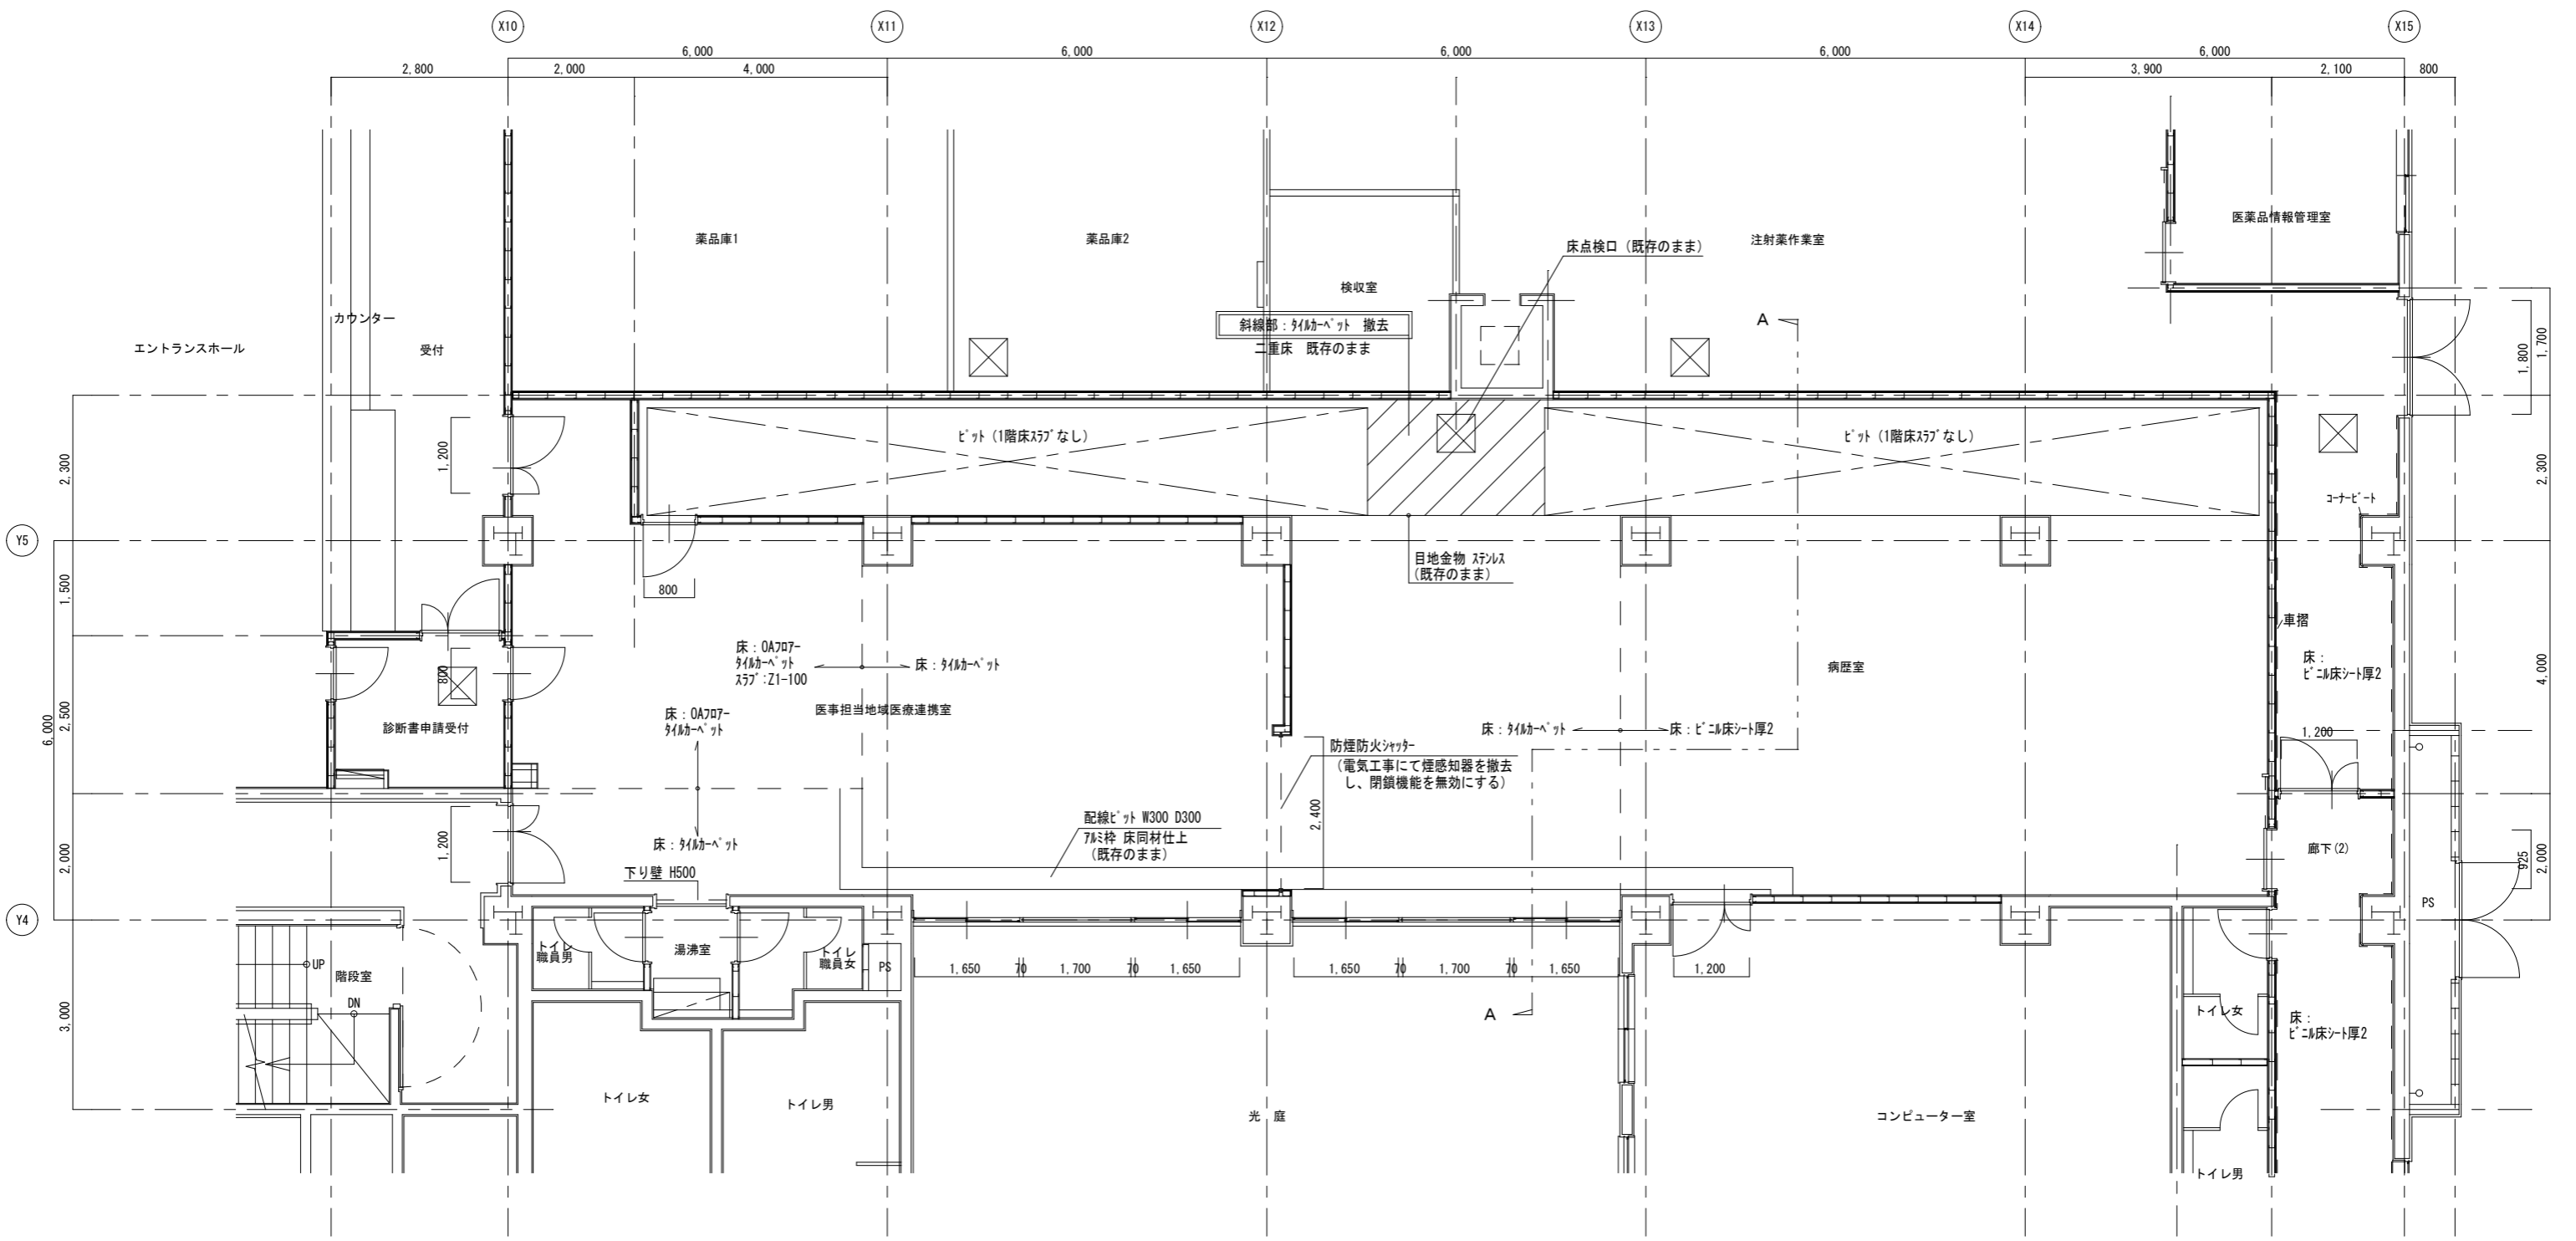 X10
X11
X12
X13
X14
X15
6,000
6,000
6,000
6,000
6,000
2,800
2,000
4,000
3,900
2,100
800
薬品庫1
薬品庫2
検収室
注射薬作業室
医薬品情報管理室
床点検口（既存のまま）
斜線部：ﾀｲﾙｶｰﾍﾟｯﾄ 撤去
二重床 既存のまま
A
エントランスホール
カウンター
受付
1,800
1,700
ﾋﾟｯﾄ（1階床ｽﾗﾌﾞなし）
ﾋﾟｯﾄ（1階床ｽﾗﾌﾞなし）
2,300
1,200
2,300
ｺｰﾅｰﾋﾞｰﾄ
Y5
目地金物 ｽﾃﾝﾚｽ
（既存のまま）
800
1,500
車摺
床：OAﾌﾛｱｰ
ﾀｲﾙｶｰﾍﾟｯﾄ
ｽﾗﾌﾞ:Z1-100
床：ﾀｲﾙｶｰﾍﾟｯﾄ
病歴室
床：
ﾋﾞﾆﾙ床ｼｰﾄ厚2
4,000
800
6,000
2,500
診断書申請受付
床：OAﾌﾛｱｰ
ﾀｲﾙｶｰﾍﾟｯﾄ
医事担当地域医療連携室
床：ﾀｲﾙｶｰﾍﾟｯﾄ
床：ﾋﾞﾆﾙ床ｼｰﾄ厚2
1,200
防煙防火ｼｬｯﾀｰ
（電気工事にて煙感知器を撤去
し、閉鎖機能を無効にする）
2,400
配線ﾋﾟｯﾄ W300 D300
ｱﾙﾐ枠 床同材仕上
（既存のまま）
床：ﾀｲﾙｶｰﾍﾟｯﾄ
下り壁 H500
2,000
1,200
廊下(2)
925
2,000
Y4
PS
トイレ
職員男
湯沸室
トイレ
職員女
PS
1,650
70
1,700
70
1,650
1,650
70
1,700
70
1,650
1,200
UP
階段室
DN
3,000
A
トイレ女
床：
ﾋﾞﾆﾙ床ｼｰﾄ厚2
トイレ女
トイレ男
光 庭
コンピューター室
トイレ男